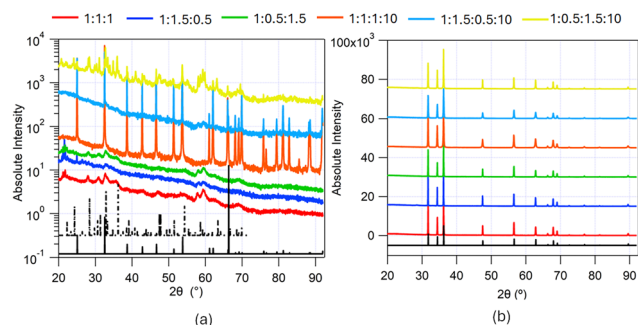 1:1:1 1:1.5:0.5 1:0.5:1.5 1:1:1:10 1:1.5:0.5:10 1:0.5:1.5:10
(a)
(b)
Absolute Intensity
10⁴
10³
10²
10¹
10⁰
10⁻¹
20 30 40 50 60 70 80 90
2θ (°)
Absolute Intensity
100x10³
80
60
40
20
0
20 30 40 50 60 70 80 90
2θ (º)
(a)
(b)